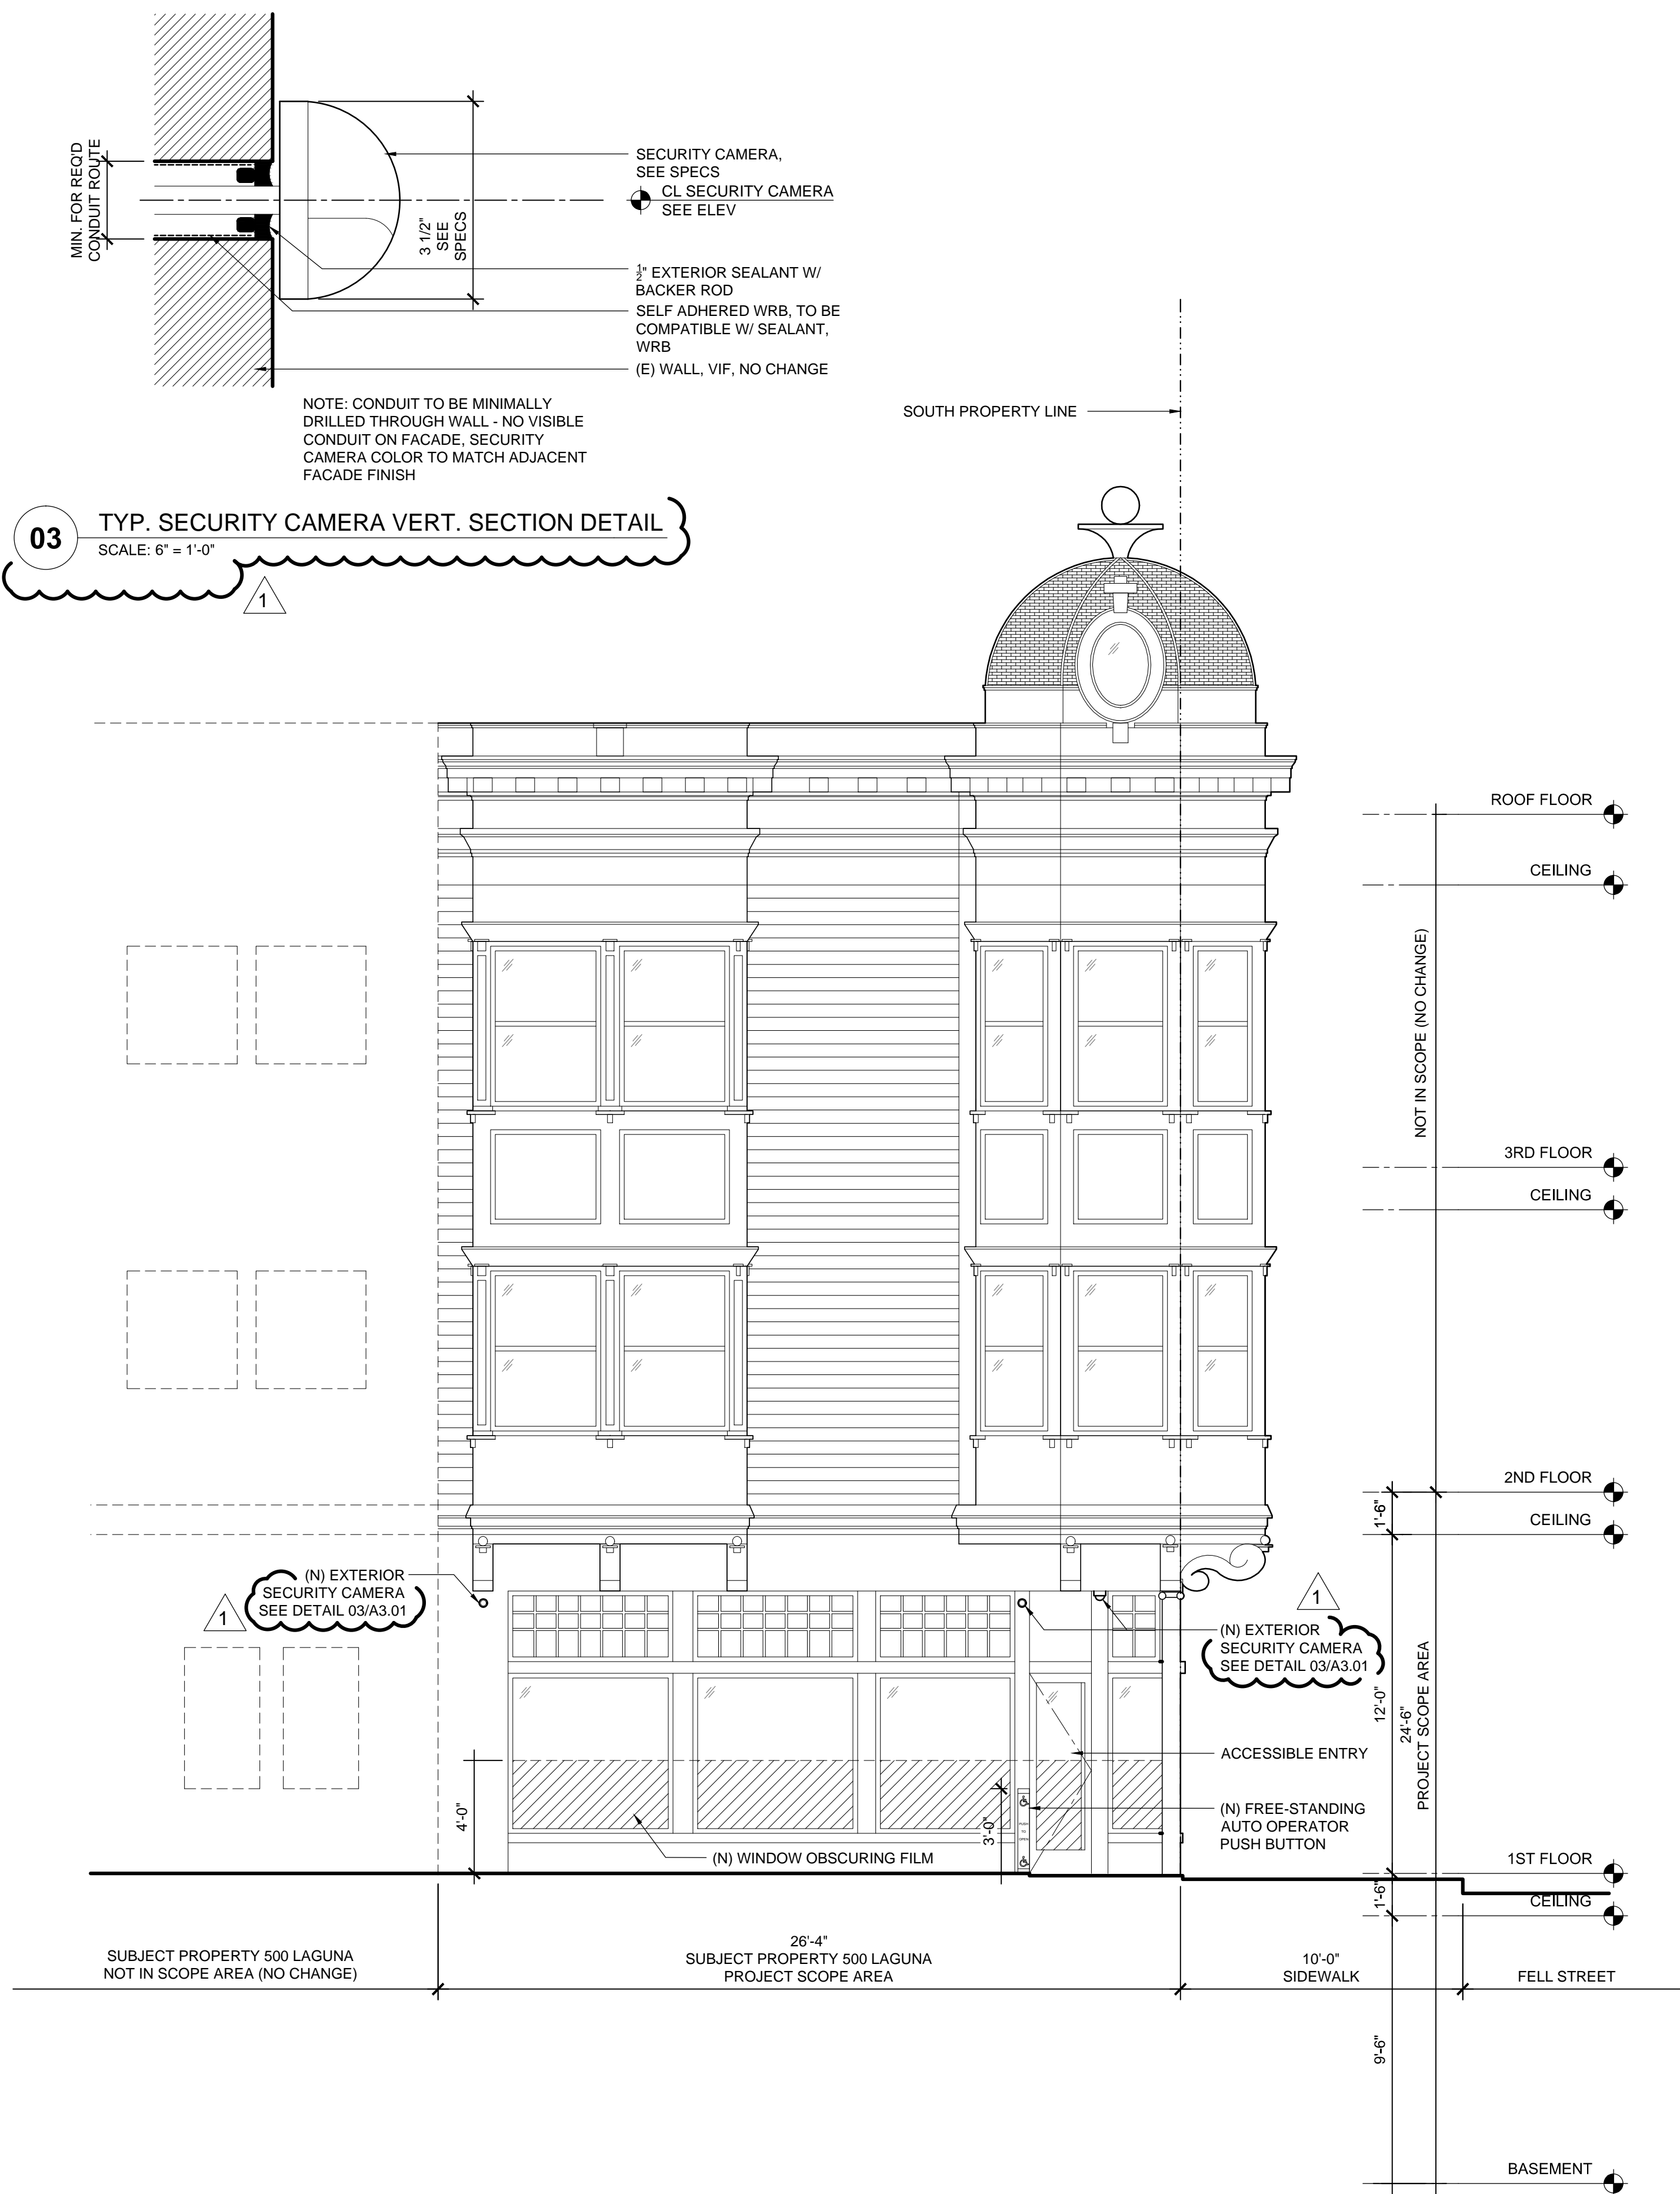 MIN. FOR REQ'D
CONDUIT ROUTE
3 1/2"
SEE
SPECS
SECURITY CAMERA,
SEE SPECS
CL SECURITY CAMERA
SEE ELEV
1/2" EXTERIOR SEALANT W/
BACKER ROD
SELF ADHERED WRB, TO BE
COMPATIBLE W/ SEALANT,
WRB
(E) WALL, VIF, NO CHANGE
NOTE: CONDUIT TO BE MINIMALLY
DRILLED THROUGH WALL - NO VISIBLE
CONDUIT ON FACADE, SECURITY
CAMERA COLOR TO MATCH ADJACENT
FACADE FINISH
03
TYP. SECURITY CAMERA VERT. SECTION DETAIL
SCALE: 6" = 1'-0"
1
SOUTH PROPERTY LINE
ROOF FLOOR
CEILING
NOT IN SCOPE (NO CHANGE)
3RD FLOOR
CEILING
2ND FLOOR
1'-6"
CEILING
(N) EXTERIOR
SECURITY CAMERA
SEE DETAIL 03/A3.01
1
1
(N) EXTERIOR
SECURITY CAMERA
SEE DETAIL 03/A3.01
12'-0"
24'-6"
PROJECT SCOPE AREA
ACCESSIBLE ENTRY
4'-0"
3'-0"
PUSH
TO
OPEN
(N) FREE-STANDING
AUTO OPERATOR
PUSH BUTTON
(N) WINDOW OBSCURING FILM
1ST FLOOR
1'-6"
CEILING
SUBJECT PROPERTY 500 LAGUNA
NOT IN SCOPE AREA (NO CHANGE)
26'-4"
SUBJECT PROPERTY 500 LAGUNA
PROJECT SCOPE AREA
10'-0"
SIDEWALK
FELL STREET
9'-6"
BASEMENT